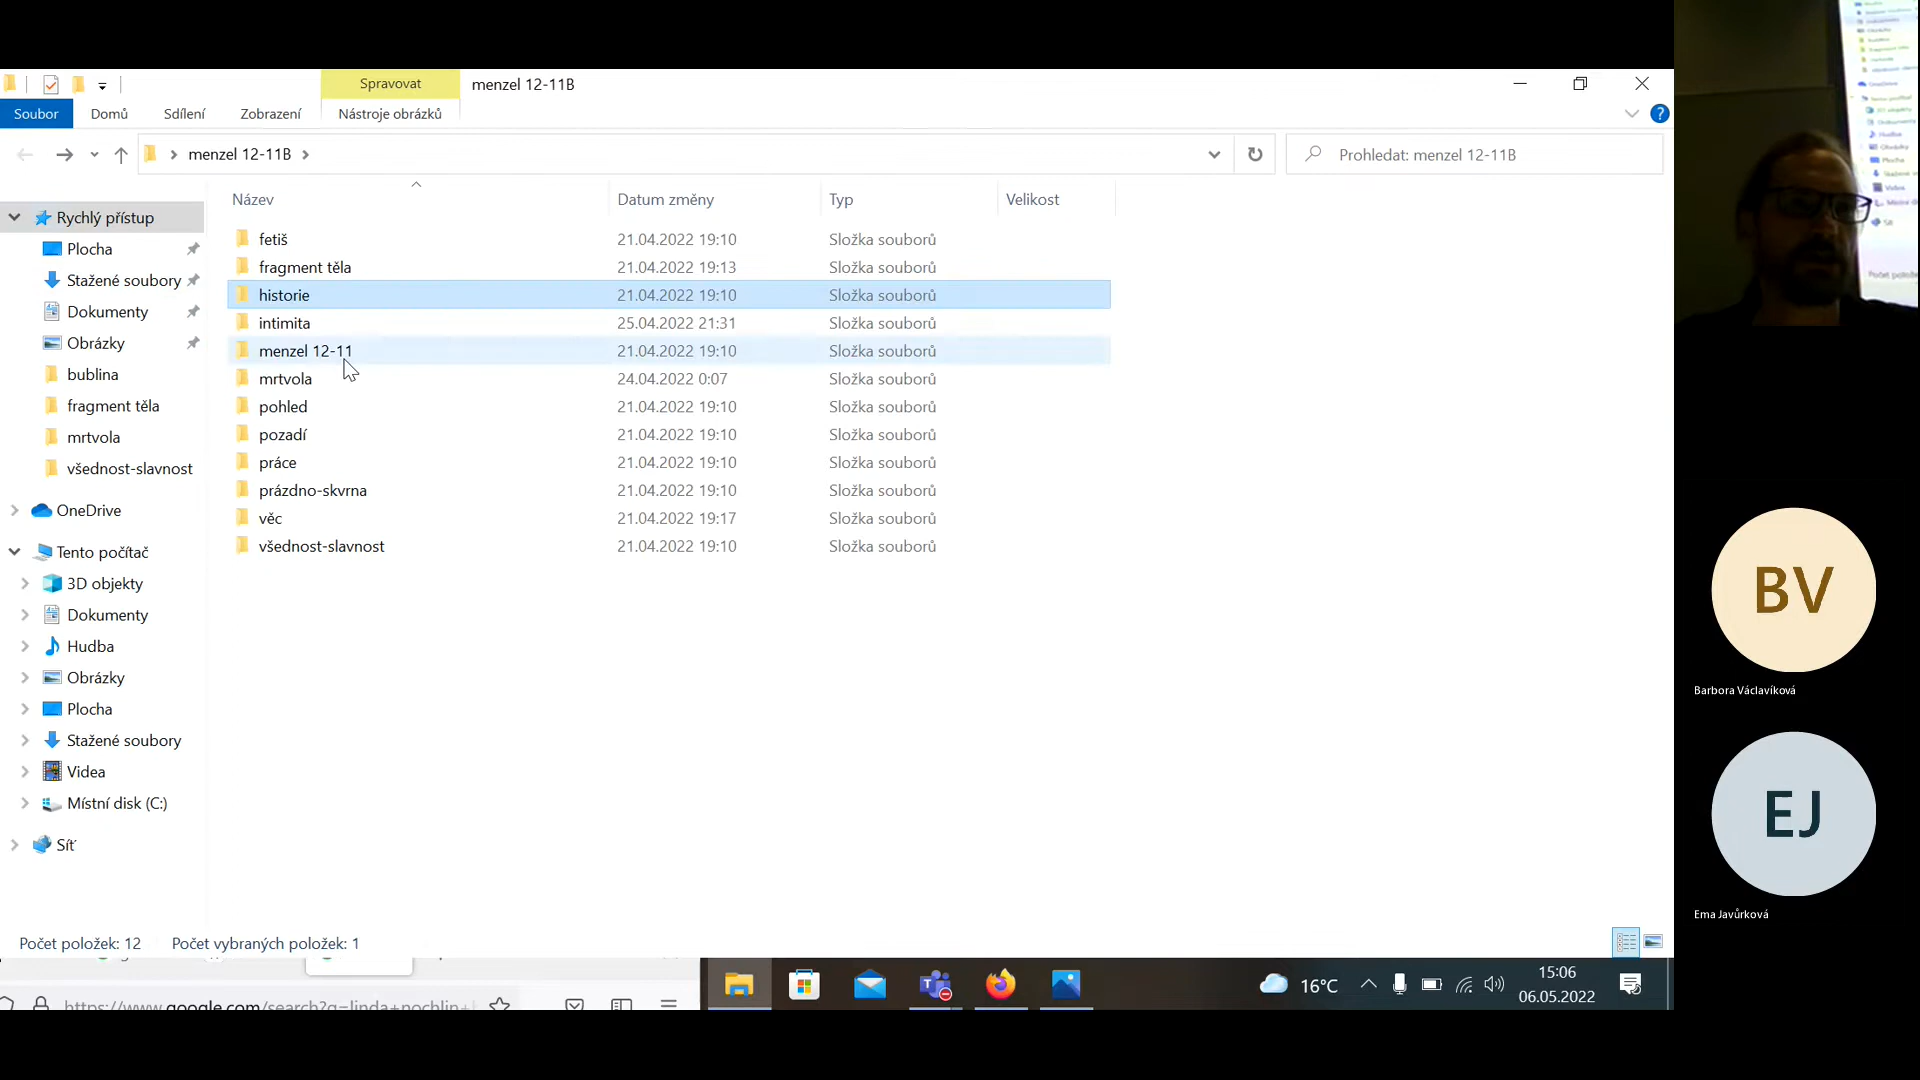 Spravovat
menzel 12-11B
Soubor
Domů
Sdílení
Zobrazení
Nástroje obrázků
menzel 12-11B
Prohledat: menzel 12-11B
Název
Datum změny
Typ
Velikost
Rychlý přístup
Plocha
Stažené soubory
Dokumenty
Obrázky
bublina
fragment těla
mrtvola
všednost-slavnost
OneDrive
Tento počítač
3D objekty
Dokumenty
Hudba
Obrázky
Plocha
Stažené soubory
Videa
Místní disk (C:)
Síť
fetiš 21.04.2022 19:10 Složka souborů
fragment těla 21.04.2022 19:13 Složka souborů
historie 21.04.2022 19:10 Složka souborů
intimita 25.04.2022 21:31 Složka souborů
menzel 12-11 21.04.2022 19:10 Složka souborů
mrtvola 24.04.2022 0:07 Složka souborů
pohled 21.04.2022 19:10 Složka souborů
pozadí 21.04.2022 19:10 Složka souborů
práce 21.04.2022 19:10 Složka souborů
prázdno-skvrna 21.04.2022 19:10 Složka souborů
věc 21.04.2022 19:17 Složka souborů
všednost-slavnost 21.04.2022 19:10 Složka souborů
Počet položek: 12
Počet vybraných položek: 1
https://www.google.com/search?q=linda+nochlin+
16°C
15:06
06.05.2022
BV
Barbora Václavíková
EJ
Ema Javůrková